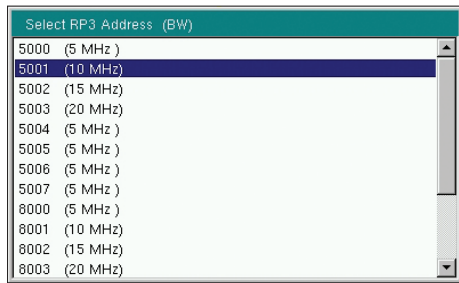 Select RP3 Address (BW)
5000 (5 MHz )
5001 (10 MHz)
5002 (15 MHz)
5003 (20 MHz)
5004 (5 MHz )
5005 (5 MHz )
5006 (5 MHz )
5007 (5 MHz )
8000 (5 MHz )
8001 (10 MHz)
8002 (15 MHz)
8003 (20 MHz)